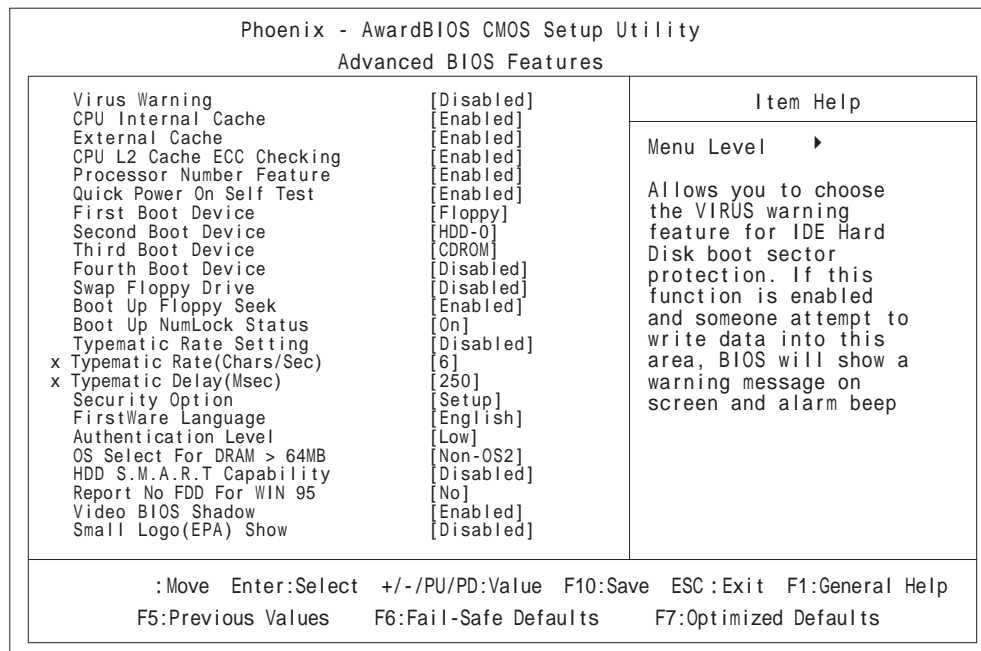 Phoenix - AwardBIOS CMOS Setup Utility
Advanced BIOS Features
Virus Warning [Disabled]
CPU Internal Cache [Enabled]
External Cache [Enabled]
CPU L2 Cache ECC Checking [Enabled]
Processor Number Feature [Enabled]
Quick Power On Self Test [Enabled]
First Boot Device [Floppy]
Second Boot Device [HDD-0]
Third Boot Device [CDROM]
Fourth Boot Device [Disabled]
Swap Floppy Drive [Disabled]
Boot Up Floppy Seek [Enabled]
Boot Up NumLock Status [On]
Typematic Rate Setting [Disabled]
x Typematic Rate(Chars/Sec) [6]
x Typematic Delay(Msec) [250]
Security Option [Setup]
FirstWare Language [English]
Authentication Level [Low]
OS Select For DRAM > 64MB [Non-OS2]
HDD S.M.A.R.T Capability [Disabled]
Report No FDD For WIN 95 [No]
Video BIOS Shadow [Enabled]
Small Logo(EPA) Show [Disabled]
Item Help
Menu Level
Allows you to choose
the VIRUS warning
feature for IDE Hard
Disk boot sector
protection. If this
function is enabled
and someone attempt to
write data into this
area, BIOS will show a
warning message on
screen and alarm beep
:Move Enter:Select +/-/PU/PD:Value F10:Save ESC:Exit F1:General Help
F5:Previous Values F6:Fail-Safe Defaults F7:Optimized Defaults